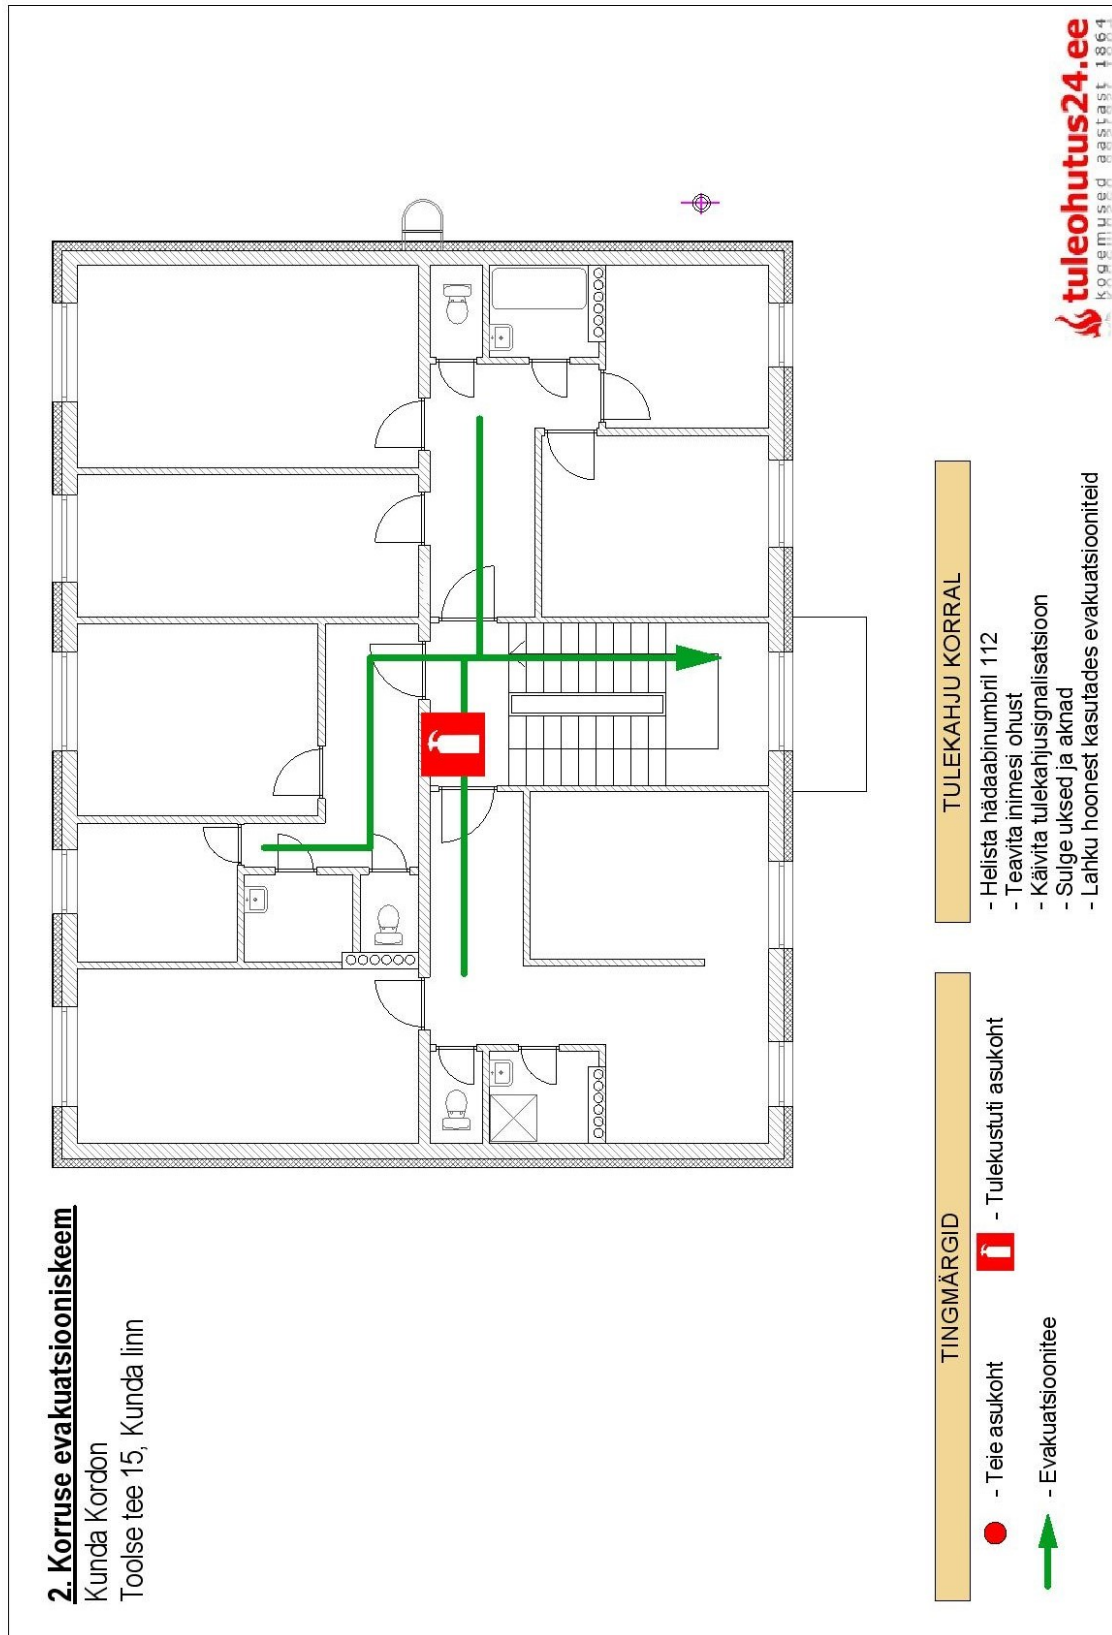 2. Korruse evakuatsiooniskeem
Kunda Kordon
Toolse tee 15, Kunda linn
TINGMÄRGID
- Teie asukoht
- Tulekustuti asukoht
- Evakuatsioonitee
TULEKAHJU KORRAL
- Helista hädaabinumbril 112
- Teavita inimesi ohust
- Käivita tulekahjusignalisatsioon
- Sulge uksed ja aknad
- Lahku hoonest kasutades evakuatsiooniteid
tuleohutus24.ee
kogemused aastast 1864